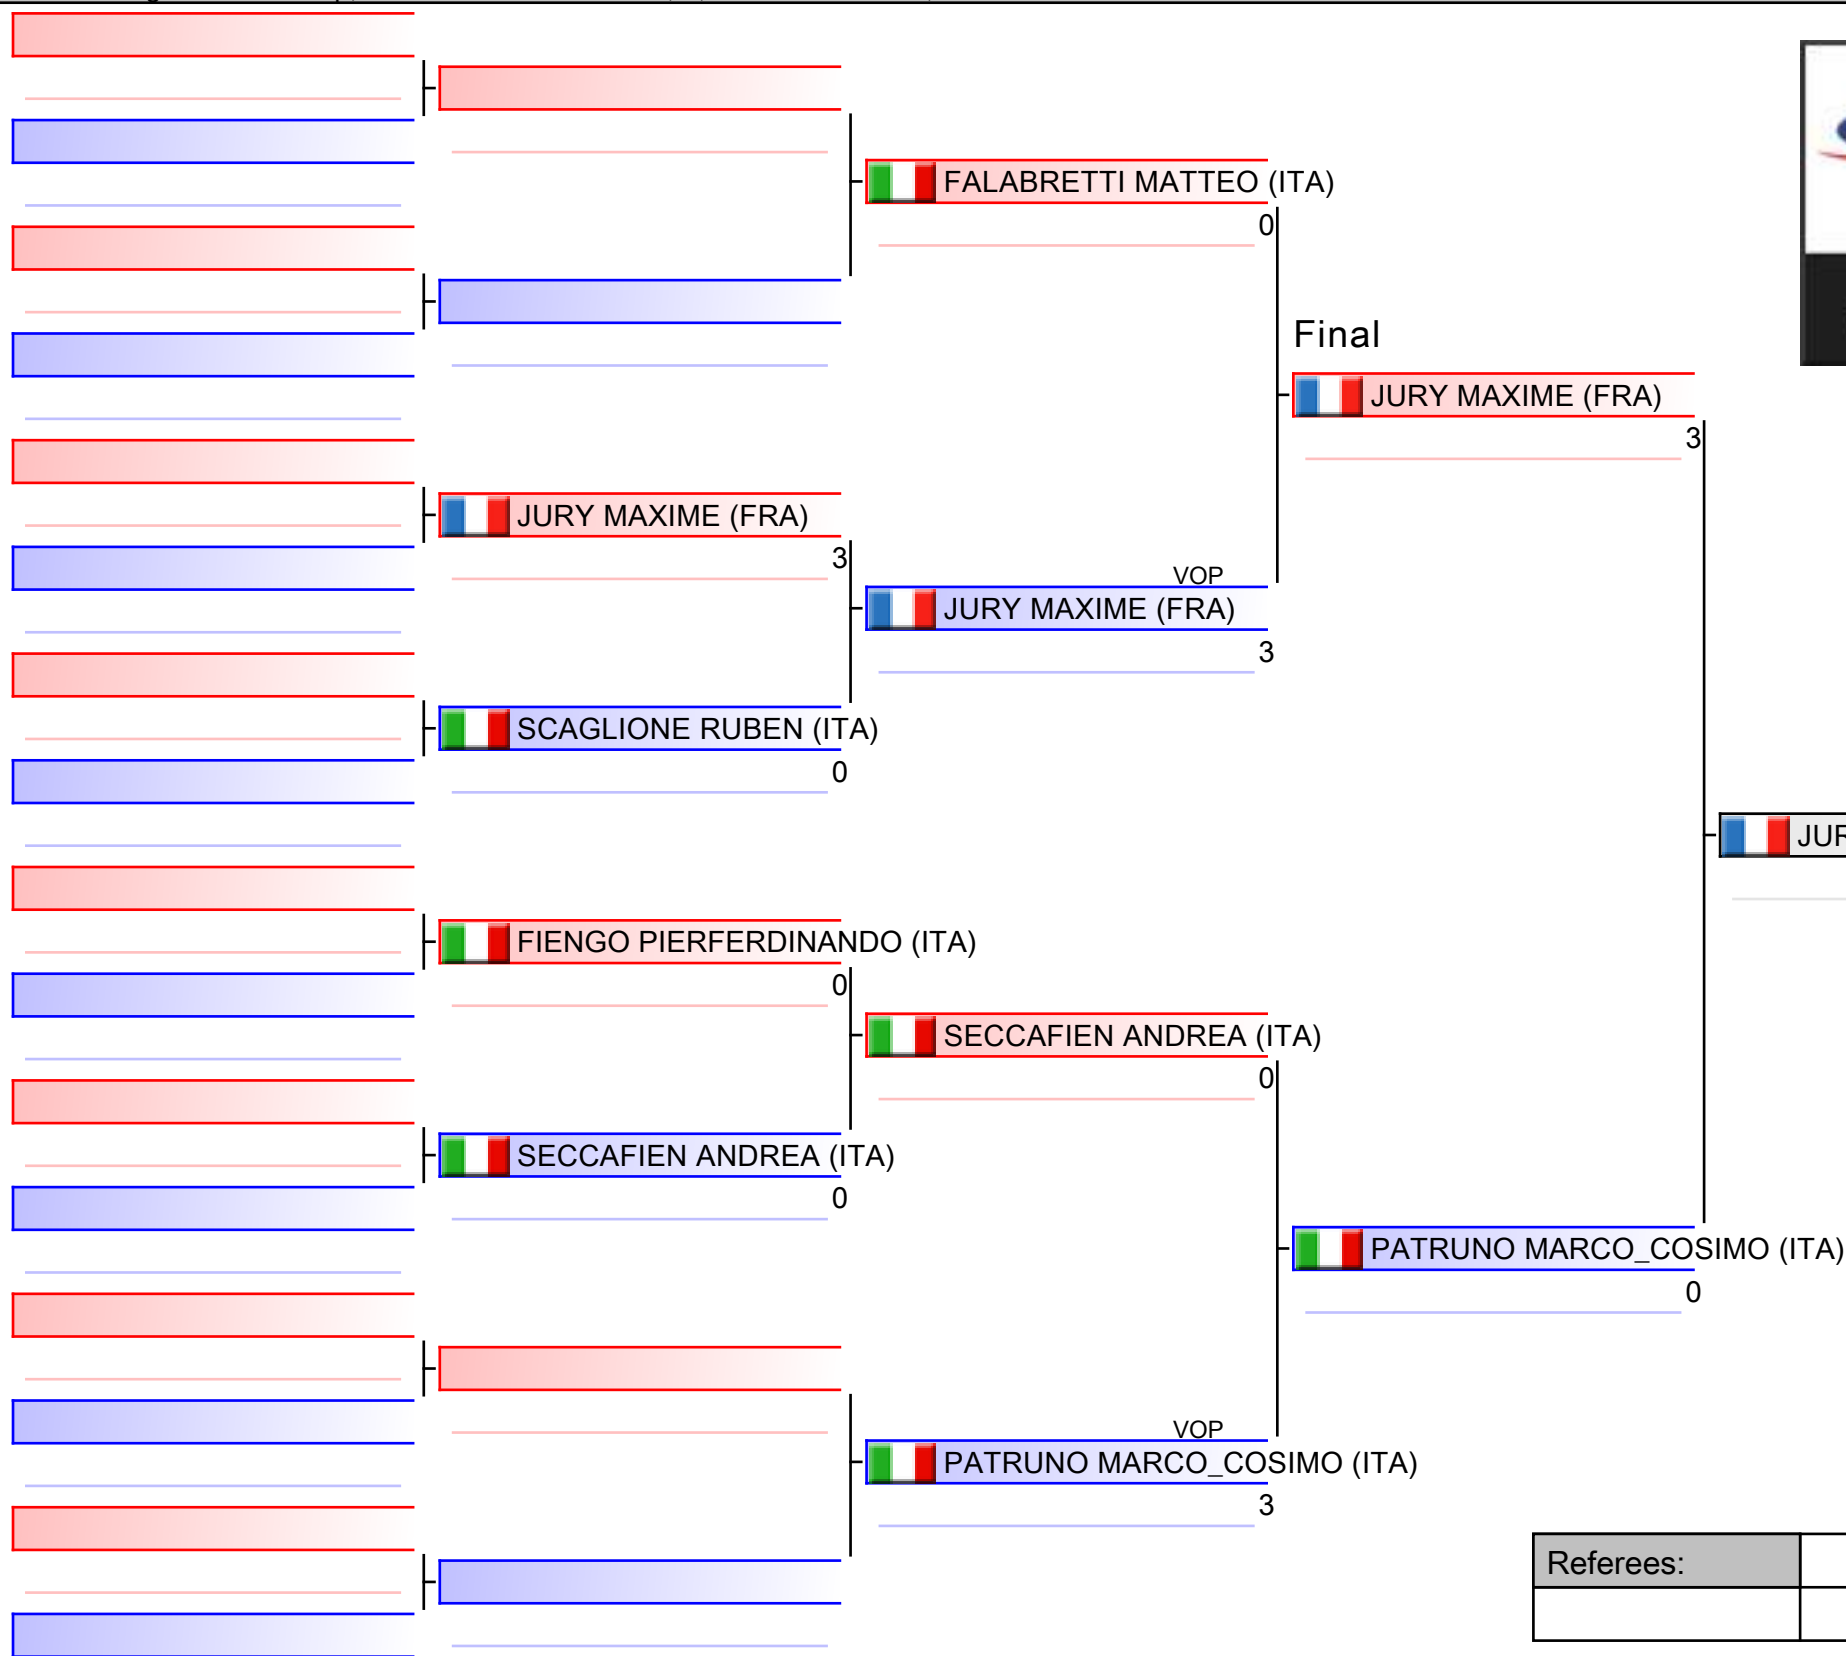 FALABRETTI MATTEO (ITA)
0
Final
JURY MAXIME (FRA)
3
JURY MAXIME (FRA)
3
VOP
JURY MAXIME (FRA)
3
SCAGLIONE RUBEN (ITA)
0
JUR
FIENGO PIERFERDINANDO (ITA)
0
SECCAFIEN ANDREA (ITA)
0
SECCAFIEN ANDREA (ITA)
0
PATRUNO MARCO_COSIMO (ITA)
0
VOP
PATRUNO MARCO_COSIMO (ITA)
3
Referees: